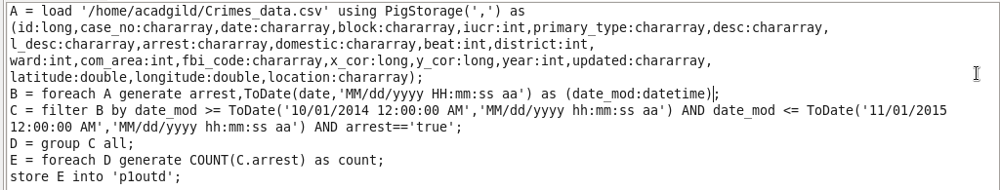 A = load '/home/acadgild/Crimes_data.csv' using PigStorage(',') as
(id:long,case_no:chararray,date:chararray,block:chararray,iucr:int,primary_type:chararray,desc:chararray,
l_desc:chararray,arrest:chararray,domestic:chararray,beat:int,district:int,
ward:int,com_area:int,fbi_code:chararray,x_cor:long,y_cor:long,year:int,updated:chararray,
latitude:double,longitude:double,location:chararray);
B = foreach A generate arrest,ToDate(date,'MM/dd/yyyy HH:mm:ss aa') as (date_mod:datetime);
C = filter B by date_mod >= ToDate('10/01/2014 12:00:00 AM','MM/dd/yyyy hh:mm:ss aa') AND date_mod <= ToDate('11/01/2015
12:00:00 AM','MM/dd/yyyy hh:mm:ss aa') AND arrest=='true';
D = group C all;
E = foreach D generate COUNT(C.arrest) as count;
store E into 'p1outd';